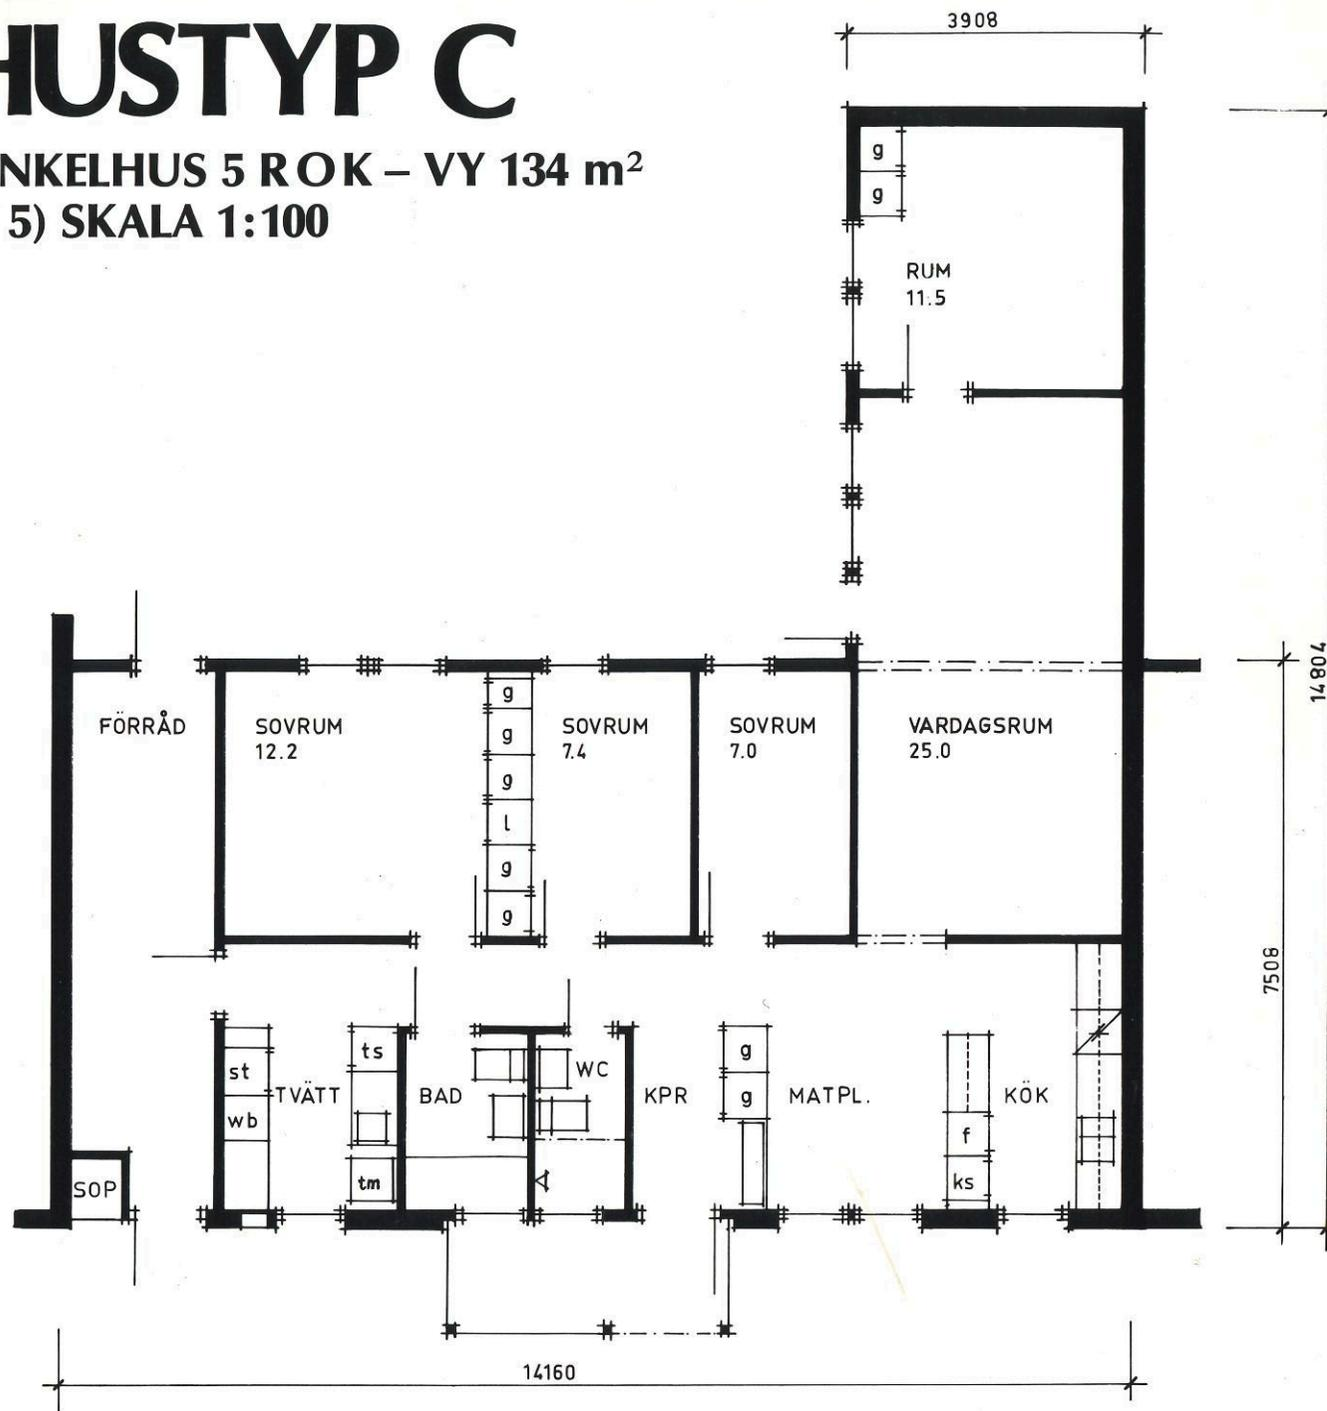 HUSTYP C
NKELHUS 5 ROK – VY 134 m²
5) SKALA 1:100
3908
g
g
RUM
11.5
14804
7508
FÖRRÅD
SOVRUM
12.2
g
g
g
l
g
g
SOVRUM
7.4
SOVRUM
7.0
VARDAGSRUM
25.0
st
wb
TVÄTT
ts
tm
BAD
WC
KPR
g
g
MATPL.
f
ks
KÖK
SOP
14160